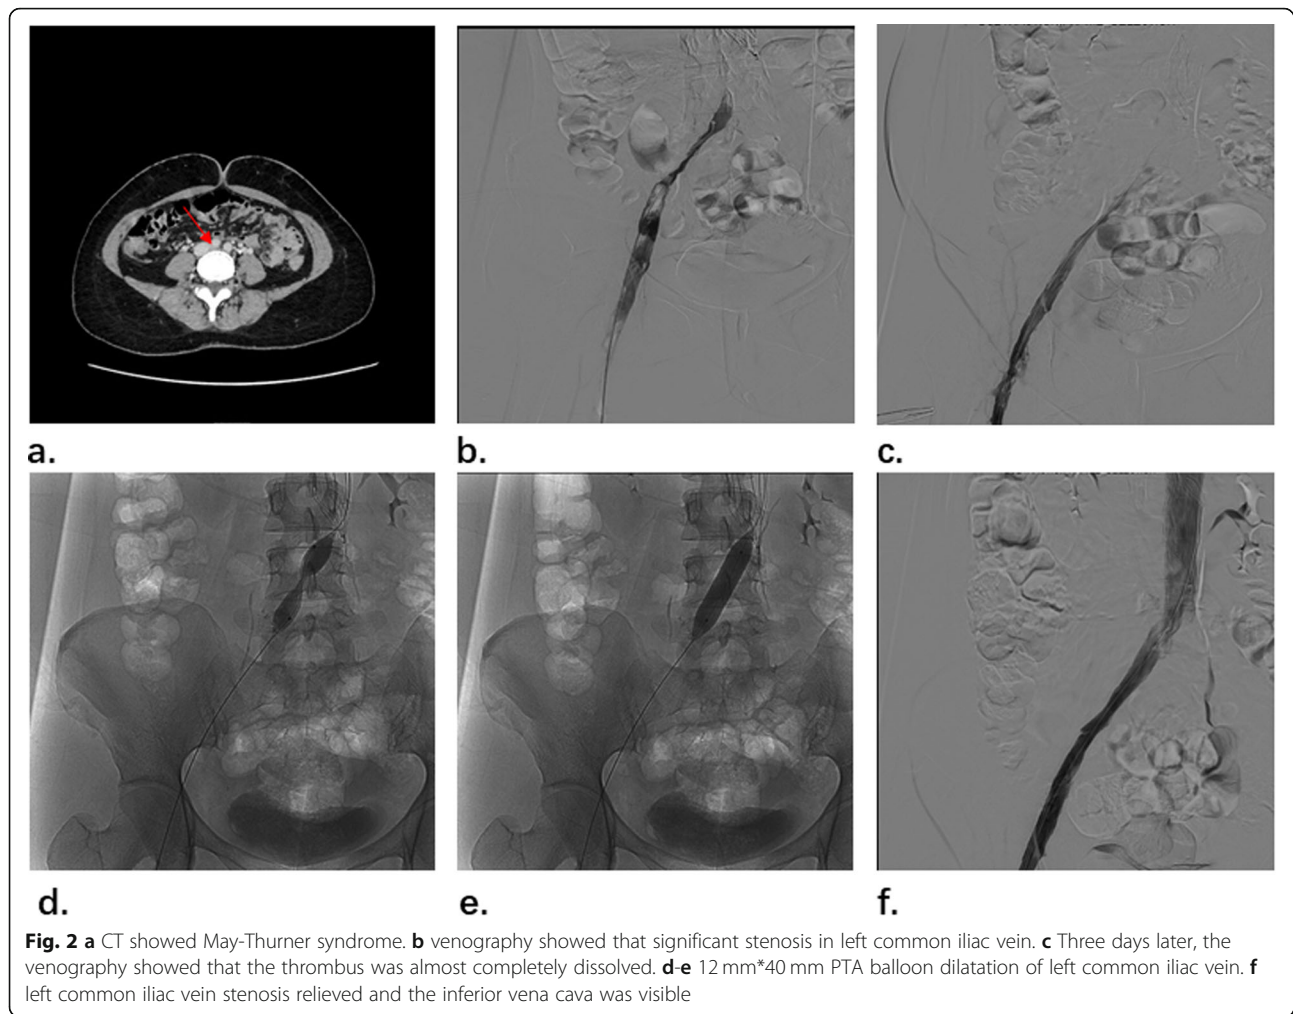 a.
b.
c.
d.
e.
f.
Fig. 2 a CT showed May-Thurner syndrome. b venography showed that significant stenosis in left common iliac vein. c Three days later, the
venography showed that the thrombus was almost completely dissolved. d-e 12 mm*40 mm PTA balloon dilatation of left common iliac vein. f
left common iliac vein stenosis relieved and the inferior vena cava was visible